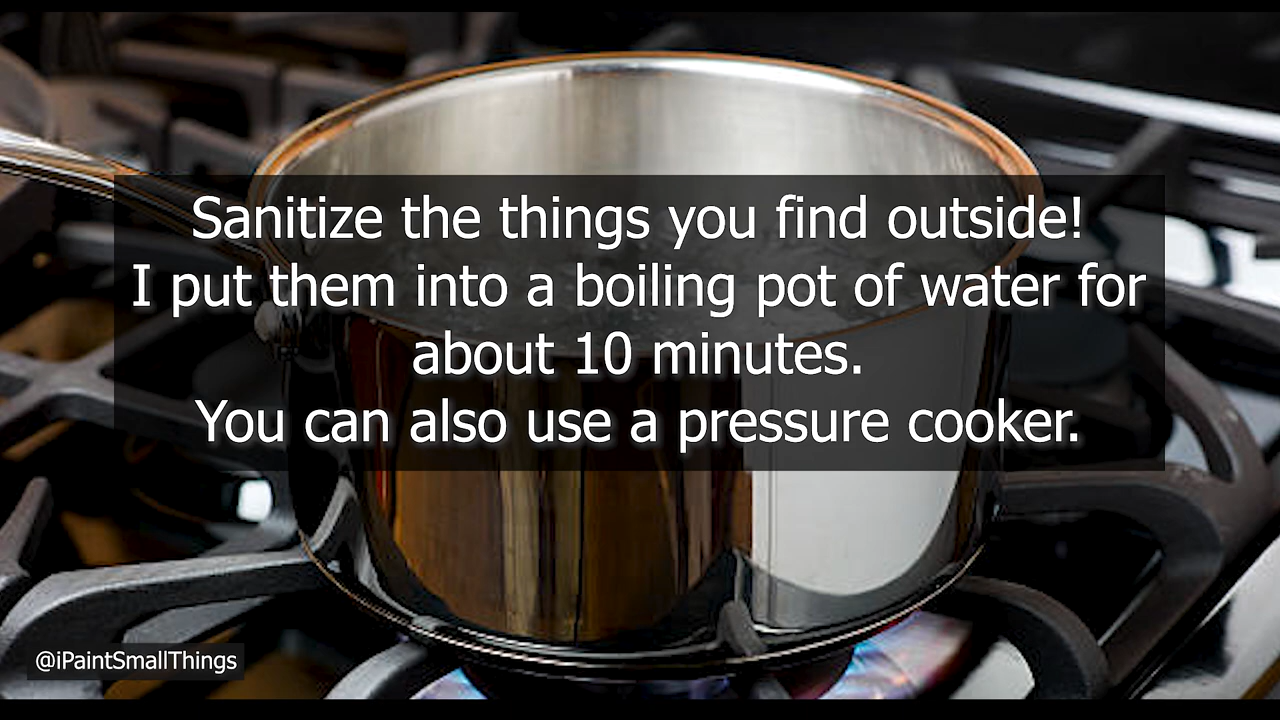 Sanitize the things you find outside!
I put them into a boiling pot of water for
about 10 minutes.
You can also use a pressure cooker.
@iPaintSmallThings